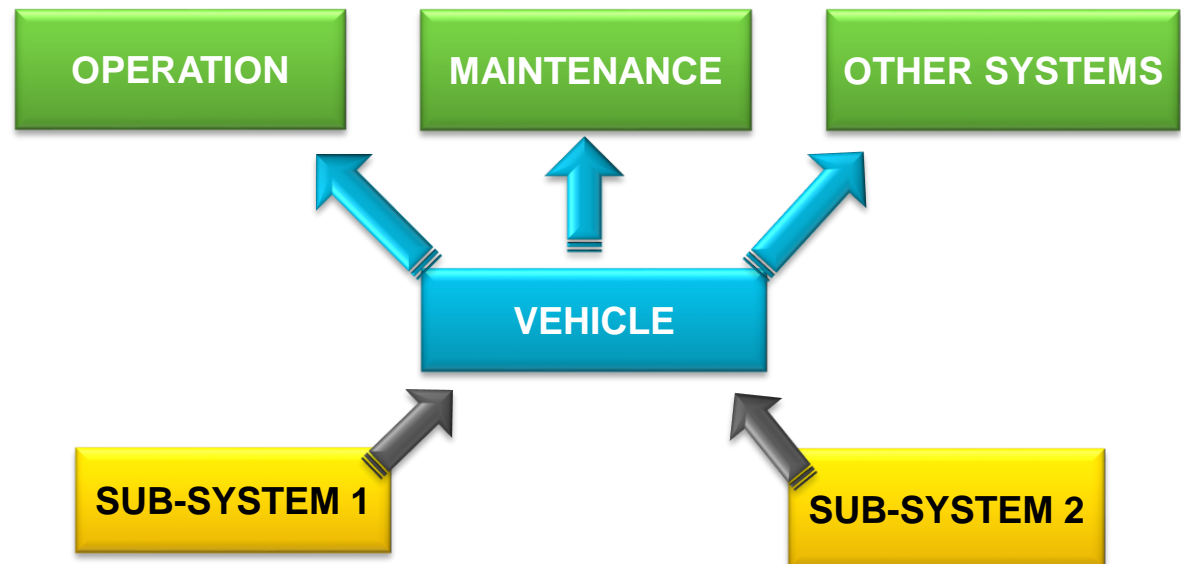 OPERATION
MAINTENANCE
OTHER SYSTEMS
VEHICLE
SUB-SYSTEM 1
SUB-SYSTEM 2